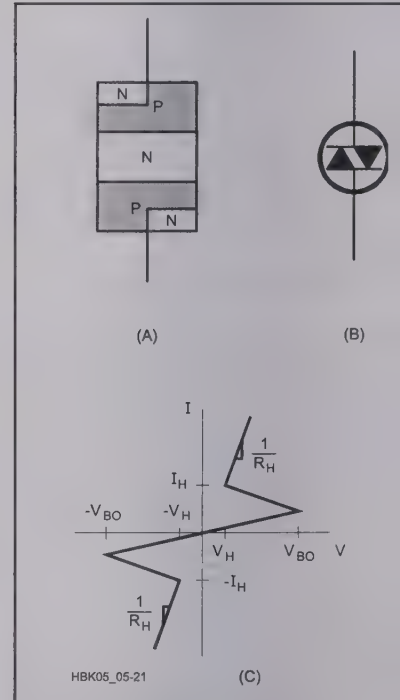 N
P
N
P
N
(A)
(B)
I
1
R_H
I_H
-V_BO
-V_H
V_H
V_BO
V
-I_H
1
R_H
HBK05_05-21
(C)